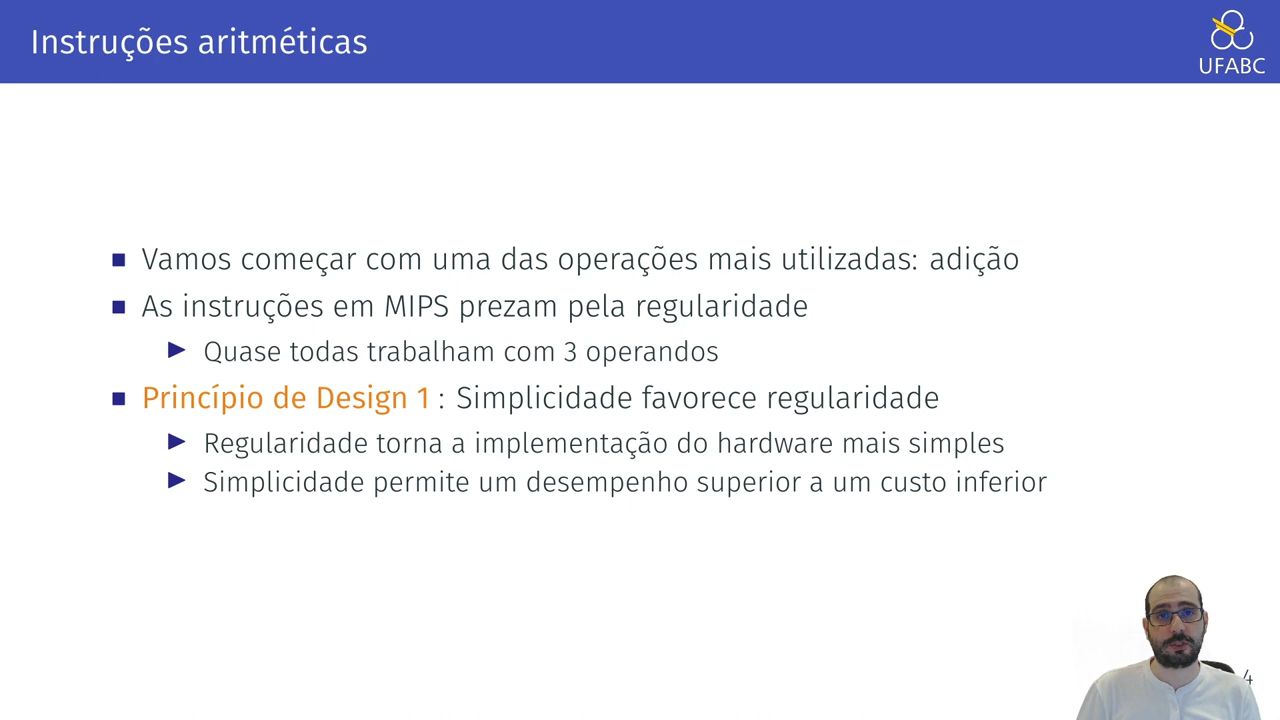 Instruções aritméticas
UFABC
Vamos começar com uma das operações mais utilizadas: adição
As instruções em MIPS prezam pela regularidade
Quase todas trabalham com 3 operandos
Princípio de Design 1 : Simplicidade favorece regularidade
Regularidade torna a implementação do hardware mais simples
Simplicidade permite um desempenho superior a um custo inferior
4